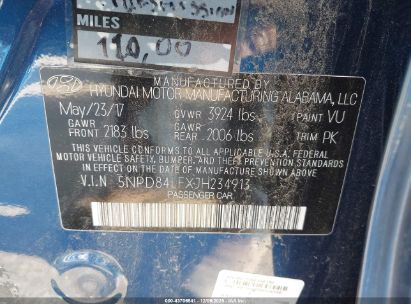 MILES
110,00
MANUFACTURED BY
HYUNDAI MOTOR MANUFACTURING ALABAMA, LLC
May/23/17 GVWR 3924 lbs PAINT VU
GAWR FRONT 2183 lbs GAWR REAR 2006 lbs TRIM PK
THIS VEHICLE CONFORMS TO ALL APPLICABLE U.S.A. FEDERAL
MOTOR VEHICLE SAFETY, BUMPER, AND THEFT PREVENTION STANDARDS
IN EFFECT ON THE DATE OF MANUFACTURE SHOWN ABOVE.
V.I.N 5NPD84LFXJH234913
PASSENGER CAR